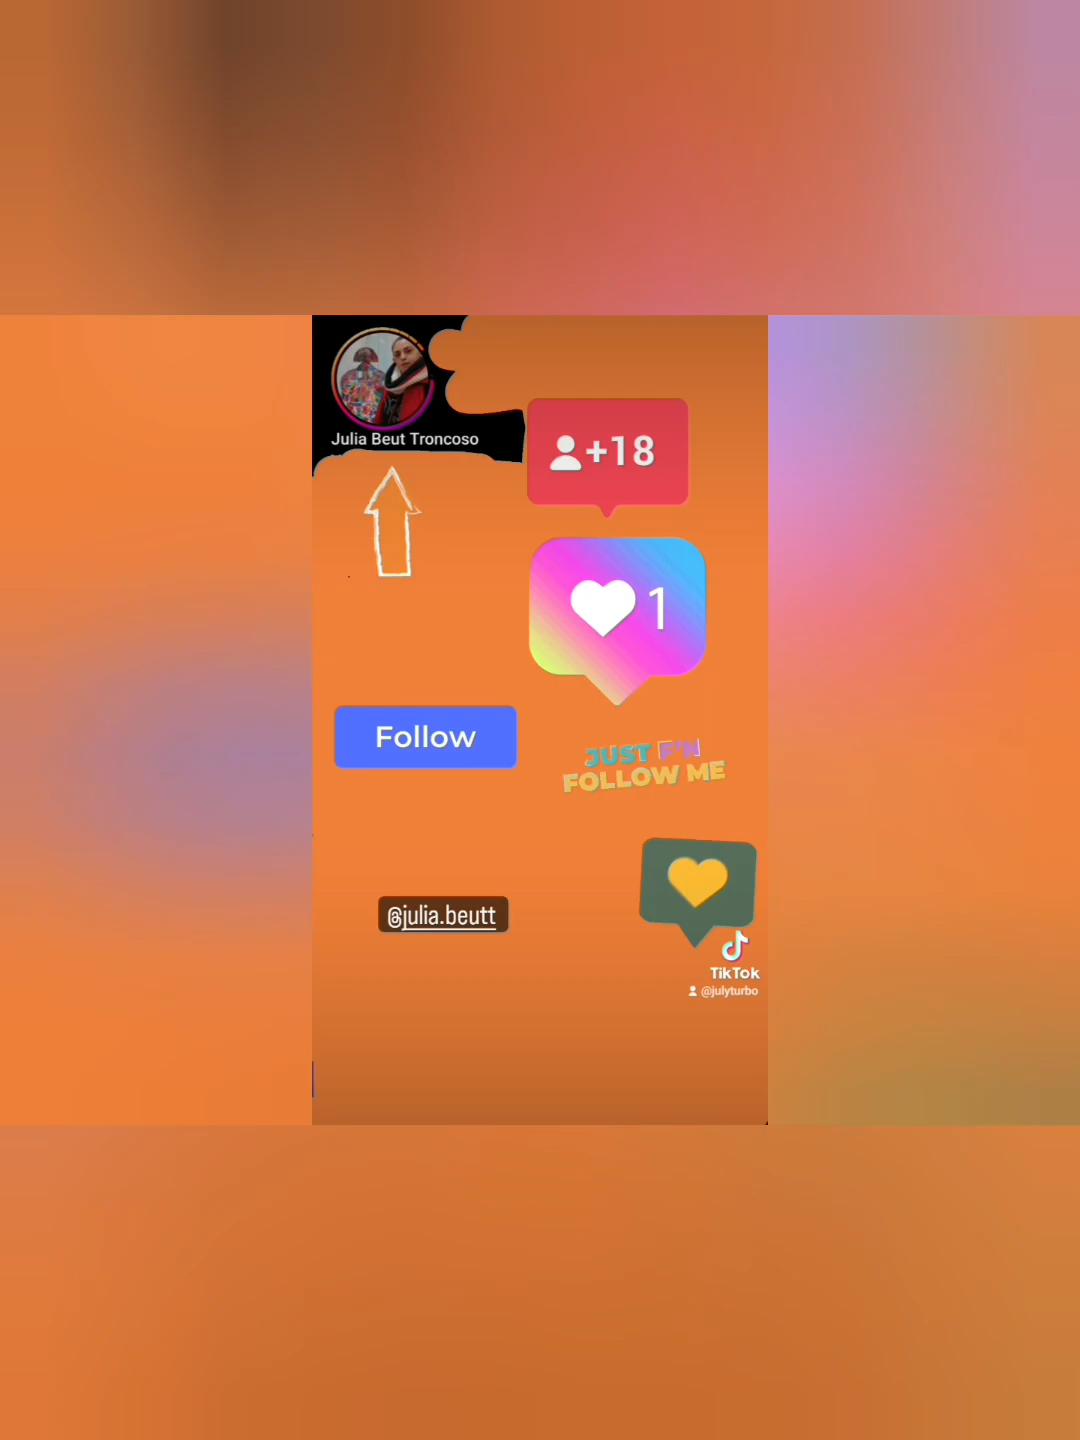 Julia Beut Troncoso
+18
1
Follow
JUST F'N
FOLLOW ME
@julia.beutt
TikTok
@julyturbo